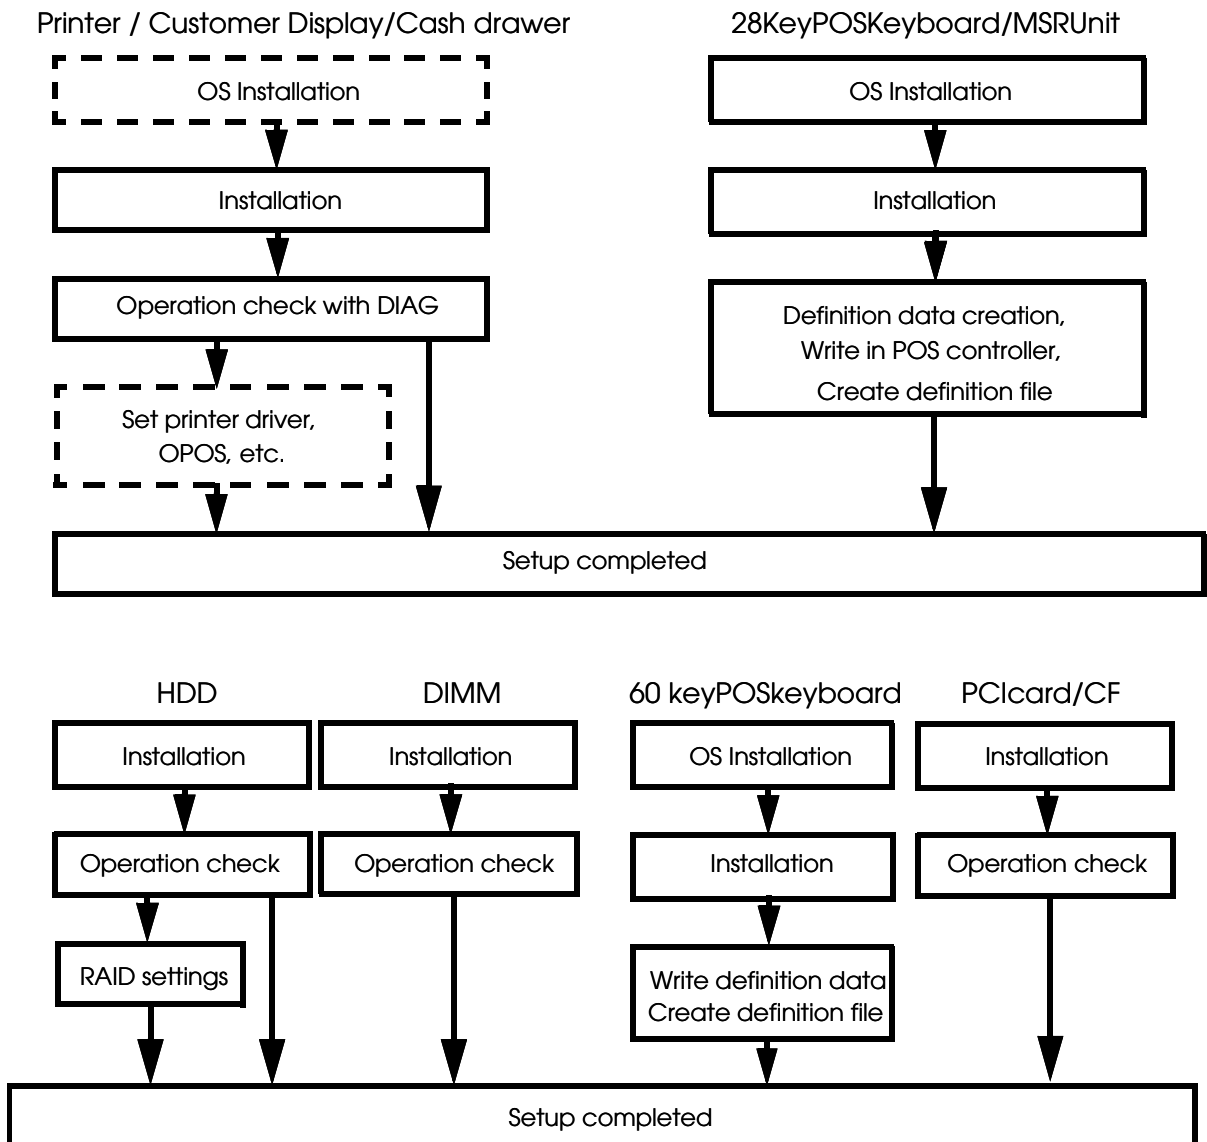 Printer / Customer Display/Cash drawer
OS Installation
Installation
Operation check with DIAG
Set printer driver,
OPOS, etc.
28KeyPOSKeyboard/MSRUnit
OS Installation
Installation
Definition data creation,
Write in POS controller,
Create definition file
Setup completed
HDD
Installation
Operation check
RAID settings
DIMM
Installation
Operation check
60 keyPOSkeyboard
OS Installation
Installation
Write definition data
Create definition file
PCIcard/CF
Installation
Operation check
Setup completed